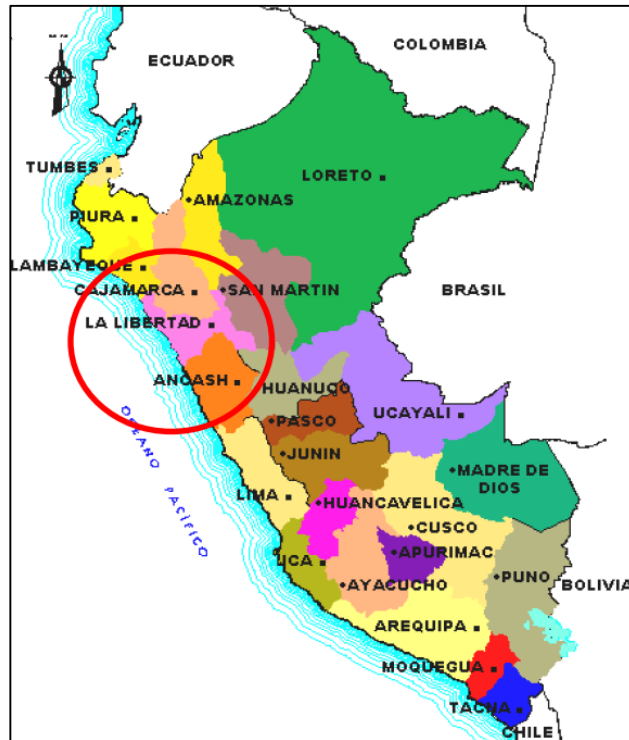 COLOMBIA
ECUADOR
TUMBES
LORETO
AMAZONAS
PIURA
LAMBAYEQUE
CAJAMARCA
SAN MARTIN
BRASIL
LA LIBERTAD
ANCASH
HUANUCO
UCAYALI
PASCO
JUNIN
MADRE DE
DIOS
LIMA
HUANCAVELICA
CUSCO
OCEANO PACÍFICO
ICA
APURIMAC
PUNO
BOLIVIA
AYACUCHO
AREQUIPA
MOQUEGUA
TACNA
CHILE